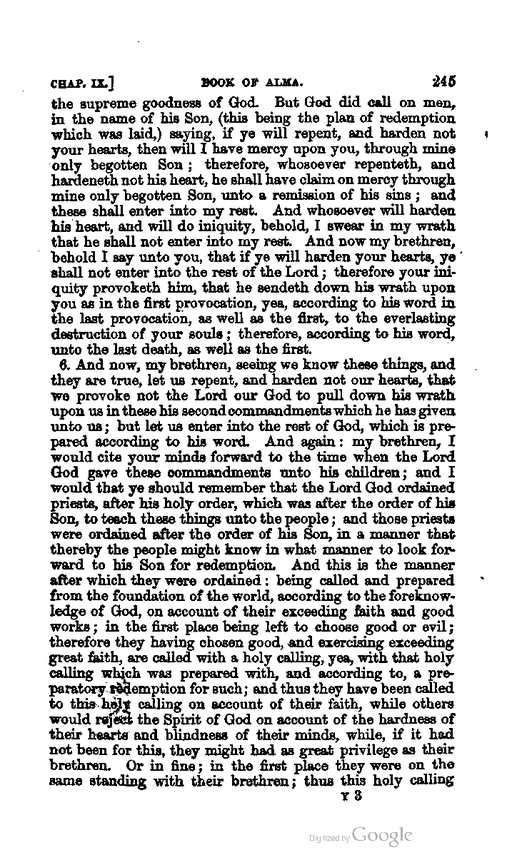 CHAP. IX.] BOOK OF ALMA. 245
the supreme goodness of God. But God did call on men,
in the name of his Son, (this being the plan of redemption
which was laid,) saying, if ye will repent, and harden not
your hearts, then will I have mercy upon you, through mine
only begotten Son; therefore, whosoever repenteth, and
hardeneth not his heart, he shall have claim on mercy through
mine only begotten Son, unto a remission of his sins; and
these shall enter into my rest. And whosoever will harden
his heart, and will do iniquity, behold, I swear in my wrath
that he shall not enter into my rest. And now my brethren,
behold I say unto you, that if ye will harden your hearts, ye
shall not enter into the rest of the Lord; therefore your ini-
quity provoketh him, that he sendeth down his wrath upon
you as in the first provocation, yea, according to his word in
the last provocation, as well as the first, to the everlasting
destruction of your souls; therefore, according to his word,
unto the last death, as well as the first.
6. And now, my brethren, seeing we know these things, and
they are true, let us repent, and harden not our hearts, that
we provoke not the Lord our God to pull down his wrath
upon us in these his second commandments which he has given
unto us; but let us enter into the rest of God, which is pre-
pared according to his word. And again: my brethren, I
would cite your minds forward to the time when the Lord
God gave these commandments unto his children; and I
would that ye should remember that the Lord God ordained
priests, after his holy order, which was after the order of his
Son, to teach these things unto the people; and those priests
were ordained after the order of his Son, in a manner that
thereby the people might know in what manner to look for-
ward to his Son for redemption. And this is the manner
after which they were ordained: being called and prepared
from the foundation of the world, according to the foreknow-
ledge of God, on account of their exceeding faith and good
works; in the first place being left to choose good or evil;
therefore they having chosen good, and exercising exceeding
great faith, are called with a holy calling, yea, with that holy
calling which was prepared with, and according to, a pre-
paratory redemption for such; and thus they have been called
to this holy calling on account of their faith, while others
would reject the Spirit of God on account of the hardness of
their hearts and blindness of their minds, while, if it had
not been for this, they might had as great privilege as their
brethren. Or in fine; in the first place they were on the
same standing with their brethren; thus this holy calling
Y 3
Digitized by Google